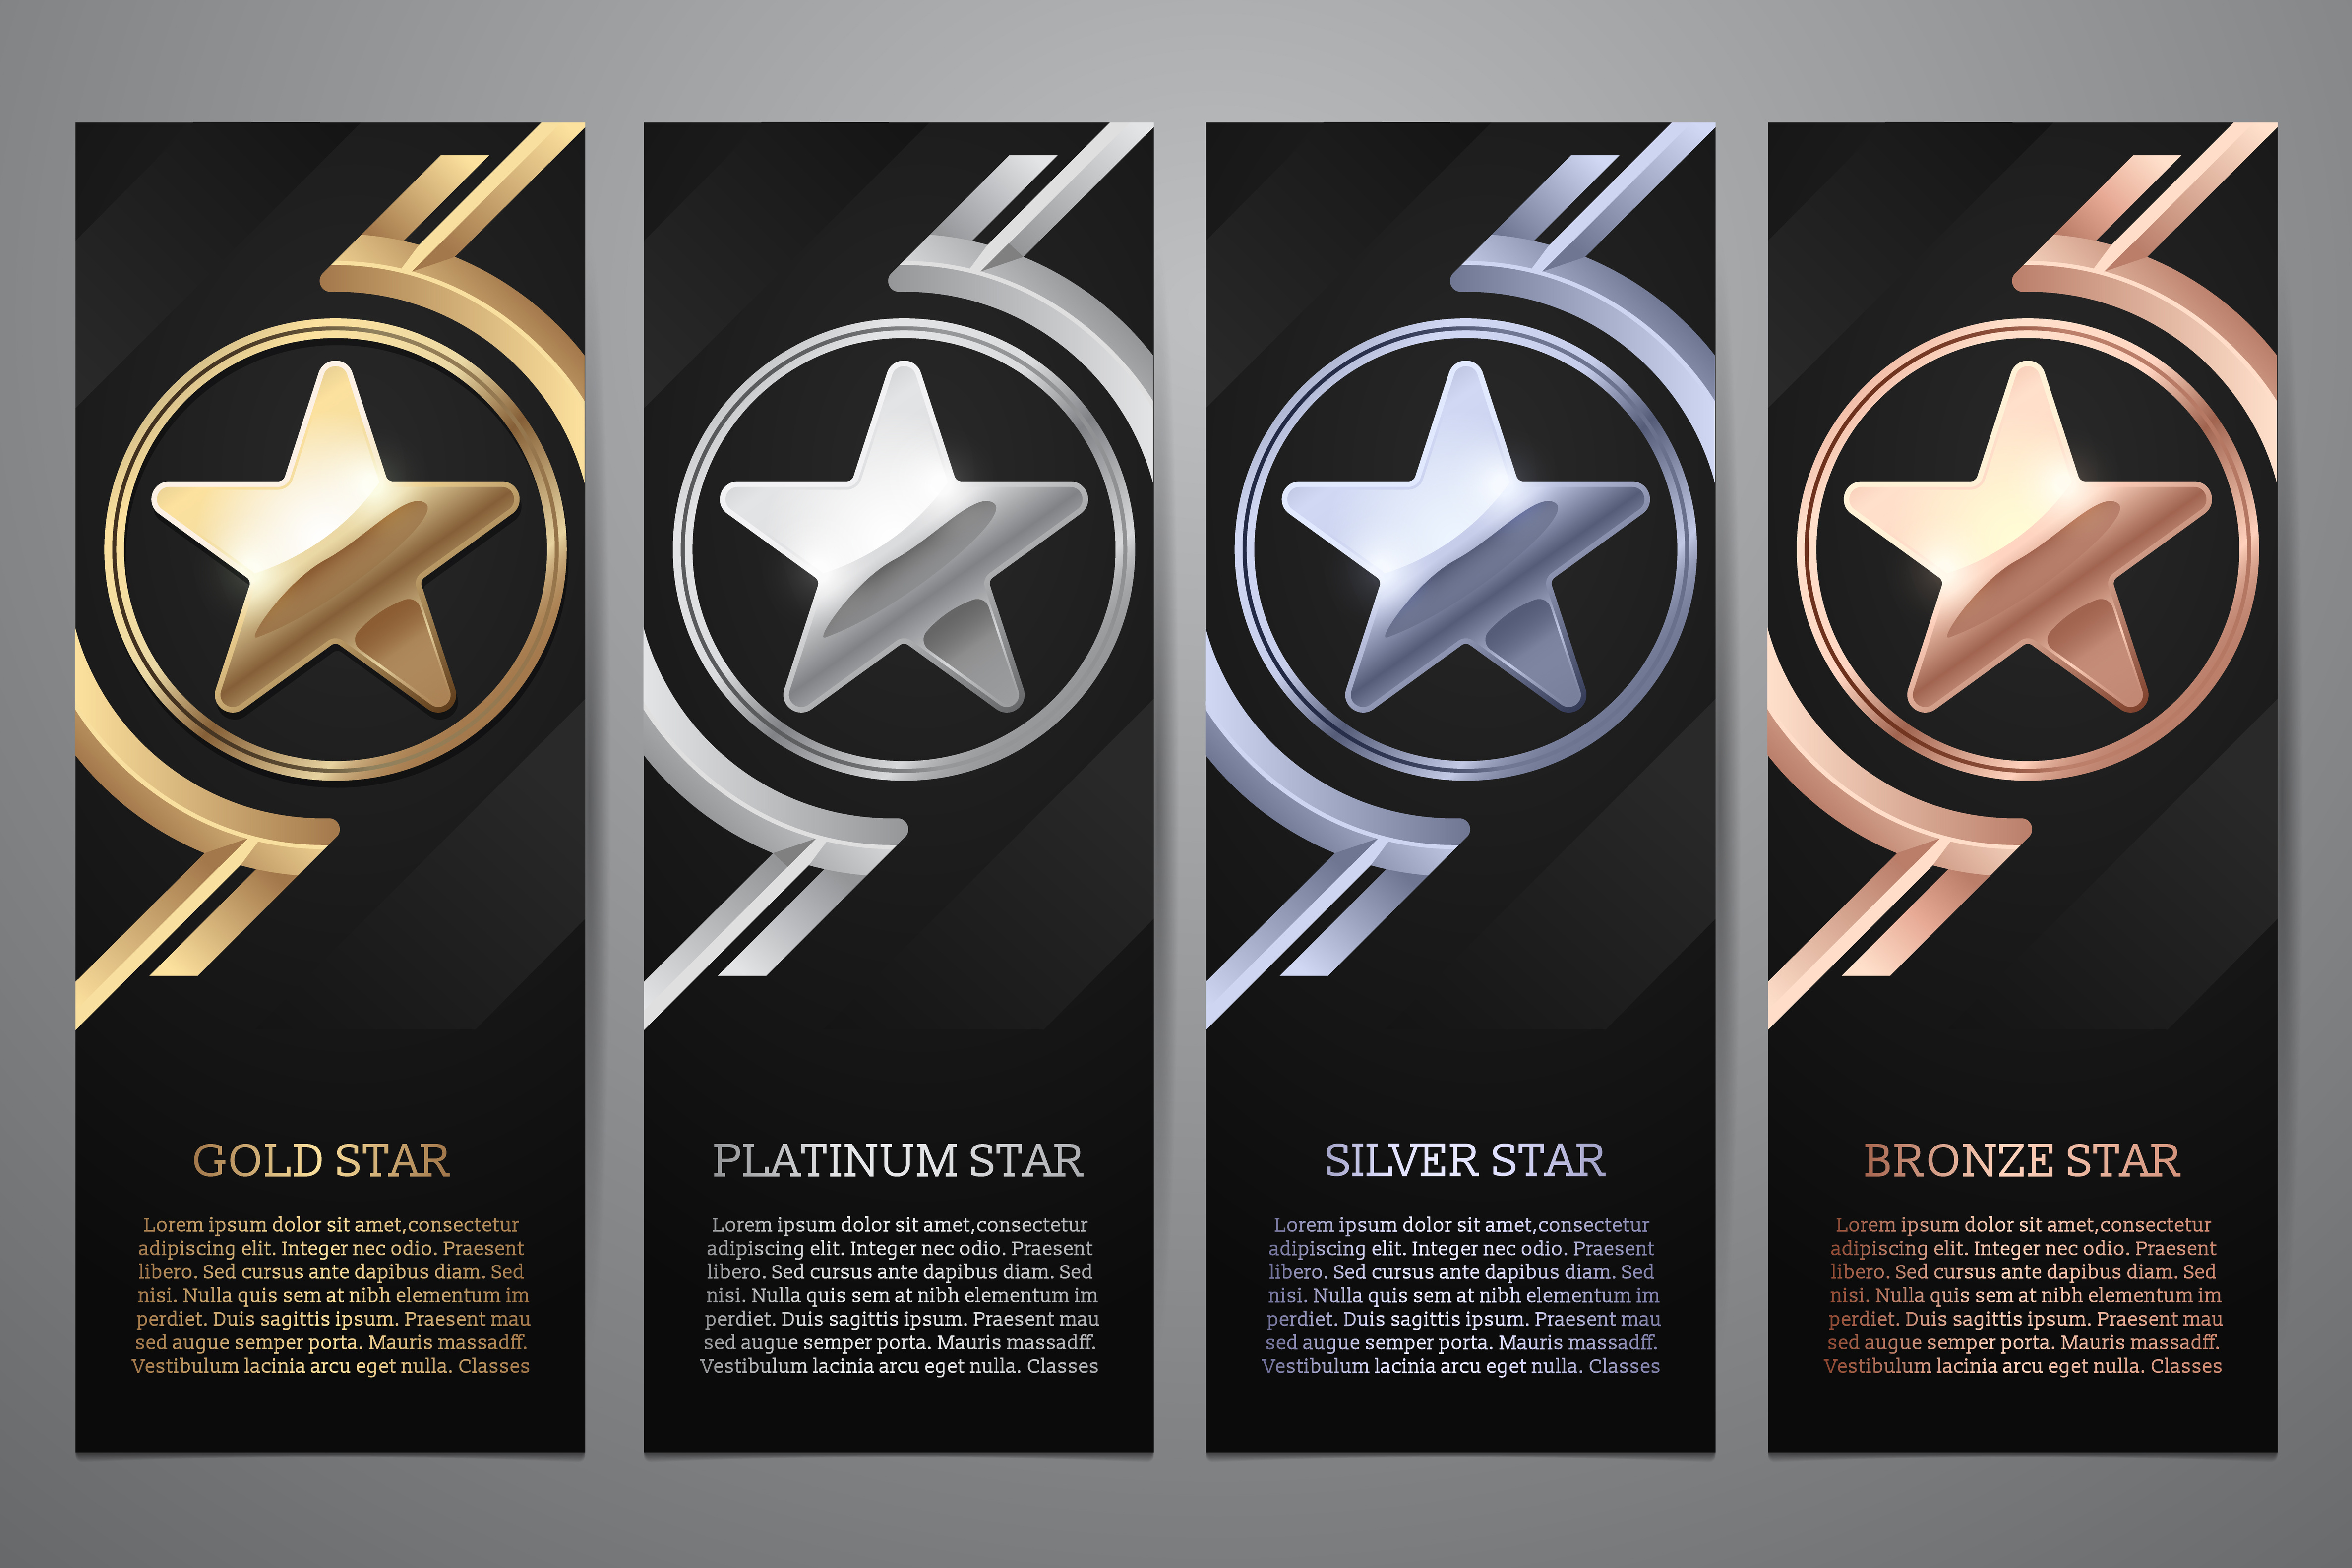 GOLD STAR
Lorem ipsum dolor sit amet,consectetur
adipiscing elit. Integer nec odio. Praesent
libero. Sed cursus ante dapibus diam. Sed
nisi. Nulla quis sem at nibh elementum im
perdiet. Duis sagittis ipsum. Praesent mau
sed augue semper porta. Mauris massadff.
Vestibulum lacinia arcu eget nulla. Classes
PLATINUM STAR
Lorem ipsum dolor sit amet,consectetur
adipiscing elit. Integer nec odio. Praesent
libero. Sed cursus ante dapibus diam. Sed
nisi. Nulla quis sem at nibh elementum im
perdiet. Duis sagittis ipsum. Praesent mau
sed augue semper porta. Mauris massadff.
Vestibulum lacinia arcu eget nulla. Classes
SILVER STAR
Lorem ipsum dolor sit amet,consectetur
adipiscing elit. Integer nec odio. Praesent
libero. Sed cursus ante dapibus diam. Sed
nisi. Nulla quis sem at nibh elementum im
perdiet. Duis sagittis ipsum. Praesent mau
sed augue semper porta. Mauris massadff.
Vestibulum lacinia arcu eget nulla. Classes
BRONZE STAR
Lorem ipsum dolor sit amet,consectetur
adipiscing elit. Integer nec odio. Praesent
libero. Sed cursus ante dapibus diam. Sed
nisi. Nulla quis sem at nibh elementum im
perdiet. Duis sagittis ipsum. Praesent mau
sed augue semper porta. Mauris massadff.
Vestibulum lacinia arcu eget nulla. Classes